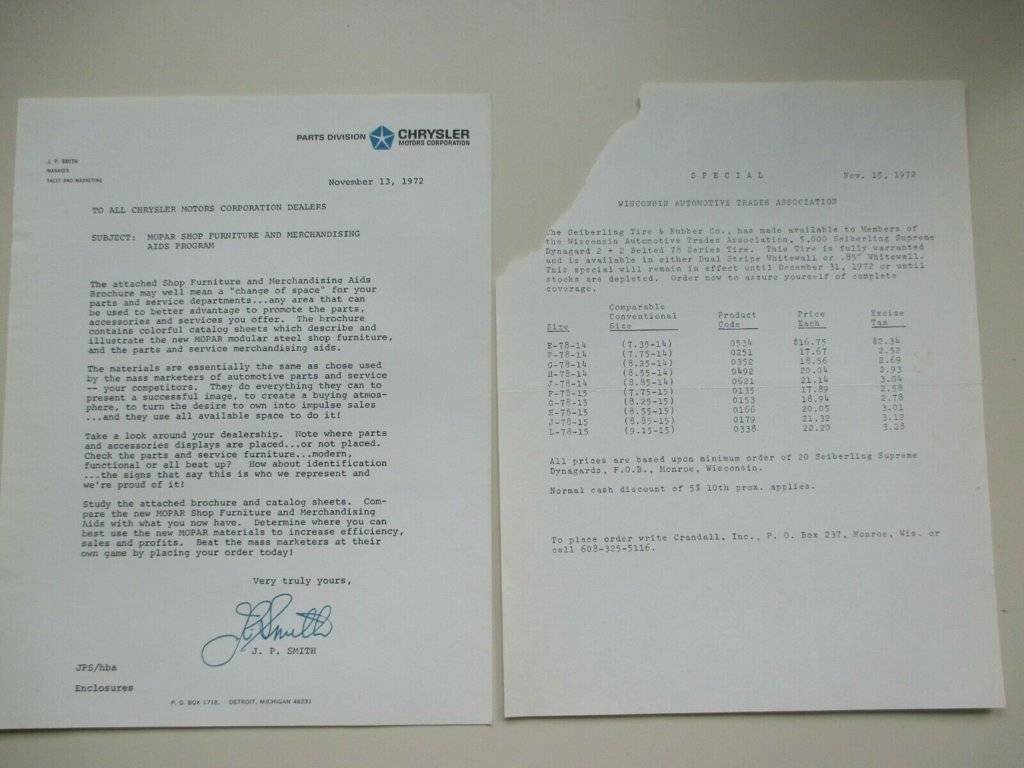 PARTS DIVISION CHRYSLER
MOTORS CORPORATION
J. P. SMITH
MANAGER
SALES AND MARKETING
November 13, 1972
TO ALL CHRYSLER MOTORS CORPORATION DEALERS
SUBJECT: MOPAR SHOP FURNITURE AND MERCHANDISING
AIDS PROGRAM
The attached Shop Furniture and Merchandising Aids
Brochure may well mean a "change of space" for your
parts and service departments...any area that can
be used to better advantage to promote the parts,
accessories and services you offer. The brochure
contains colorful catalog sheets which describe and
illustrate the new MOPAR modular steel shop furniture,
and the parts and service merchandising aids.
The materials are essentially the same as chose used
by the mass marketers of automotive parts and service
-- your competitors. They do everything they can to
present a successful image, to create a buying atmos-
phere, to turn the desire to own into impulse sales
...and they use all available space to do it!
Take a look around your dealership. Note where parts
and accessories displays are placed...or not placed.
Check the parts and service furniture...modern,
functional or all beat up? How about identification
...the signs that say this is who we represent and
we're proud of it!
Study the attached brochure and catalog sheets. Com-
pare the new MOPAR Shop Furniture and Merchandising
Aids with what you now have. Determine where you can
best use the new MOPAR materials to increase efficiency,
sales and profits. Beat the mass marketers at their
own game by placing your order today!
Very truly yours,
J P Smith
J. P. SMITH
JPS/hba
Enclosures
P. O. BOX 1718, DETROIT, MICHIGAN 48231
SPECIAL Nov. 15, 1972
WISCONSIN AUTOMOTIVE TRADES ASSOCIATION
The Seiberling Tire & Rubber Co., has made available to Members of
the Wisconsin Automotive Trades Association, 5,000 Seiberling Supreme
Dynagard 2 + 2 Belted 78 Series Tire. This Tire is fully warranted
and is available in either Dual Stripe Whitewall or .85" Whitewall.
This special will remain in effect until December 31, 1972 or until
stocks are depleted. Order now to assure yourself of complete
coverage.
Comparable
Conventional Product Price Excise
Size Size Code Each Tax
E-78-14 (7.35-14) 0534 $16.75 $2.34
F-78-14 (7.75-14) 0251 17.67 2.52
G-78-14 (8.25-14) 0352 18.56 2.69
H-78-14 (8.55-14) 0492 20.04 2.93
J-78-14 (8.85-14) 0621 21.14 3.04
F-78-15 (7.75-15) 0135 17.89 2.58
G-78-15 (8.25-15) 0153 18.94 2.78
H-78-15 (8.55-15) 0166 20.05 3.01
J-78-15 (8.85-15) 0179 21.32 3.12
L-78-15 (9.15-15) 0338 22.20 3.28
All prices are based upon minimum order of 20 Seiberling Supreme
Dynagards, F.O.B., Monroe, Wisconsin.
Normal cash discount of 5% 10th prox. applies.
To place order write Crandall, Inc., P. O. Box 237, Monroe, Wis. or
call 608-325-5116.